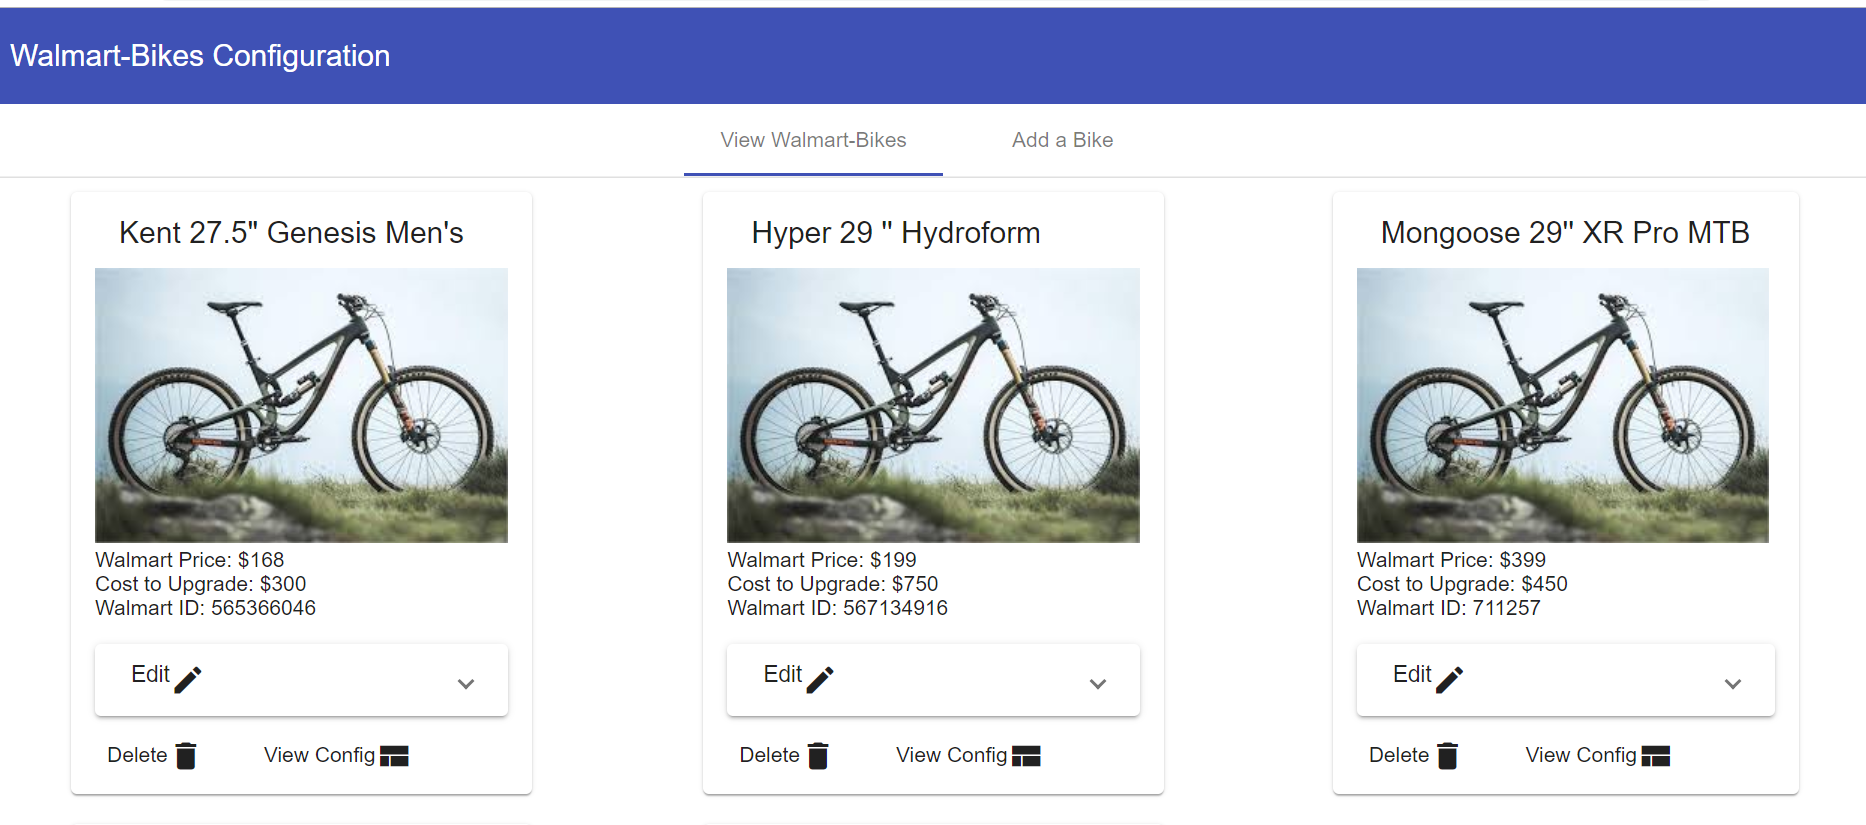 Walmart-Bikes Configuration
View Walmart-Bikes
Add a Bike
Kent 27.5" Genesis Men's
Walmart Price: $168
Cost to Upgrade: $300
Walmart ID: 565366046
Edit
Delete
View Config
Hyper 29 " Hydroform
Walmart Price: $199
Cost to Upgrade: $750
Walmart ID: 567134916
Edit
Delete
View Config
Mongoose 29" XR Pro MTB
Walmart Price: $399
Cost to Upgrade: $450
Walmart ID: 711257
Edit
Delete
View Config